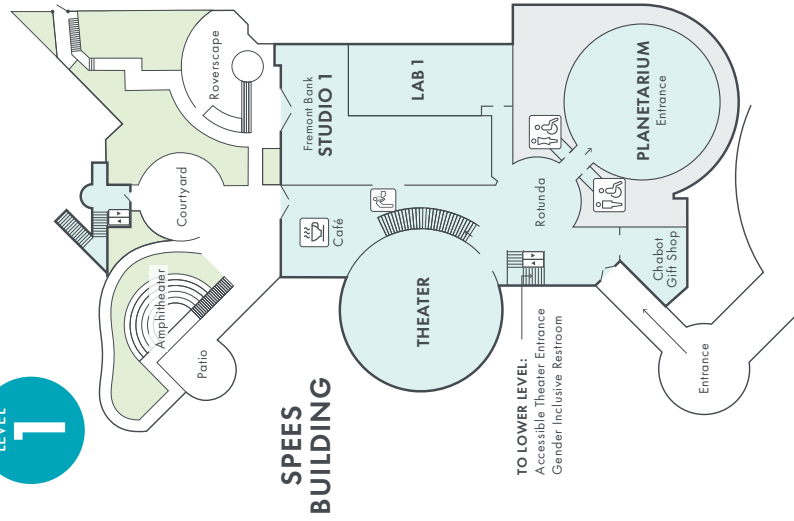 LEVEL
1
SPEES
BUILDING
Roverscape
Courtyard
Amphitheater
Patio
Fremont Bank
STUDIO 1
LAB 1
Café
THEATER
Rotunda
PLANETARIUM
Entrance
Chabot
Gift Shop
TO LOWER LEVEL:
Accessible Theater Entrance
Gender Inclusive Restroom
Entrance